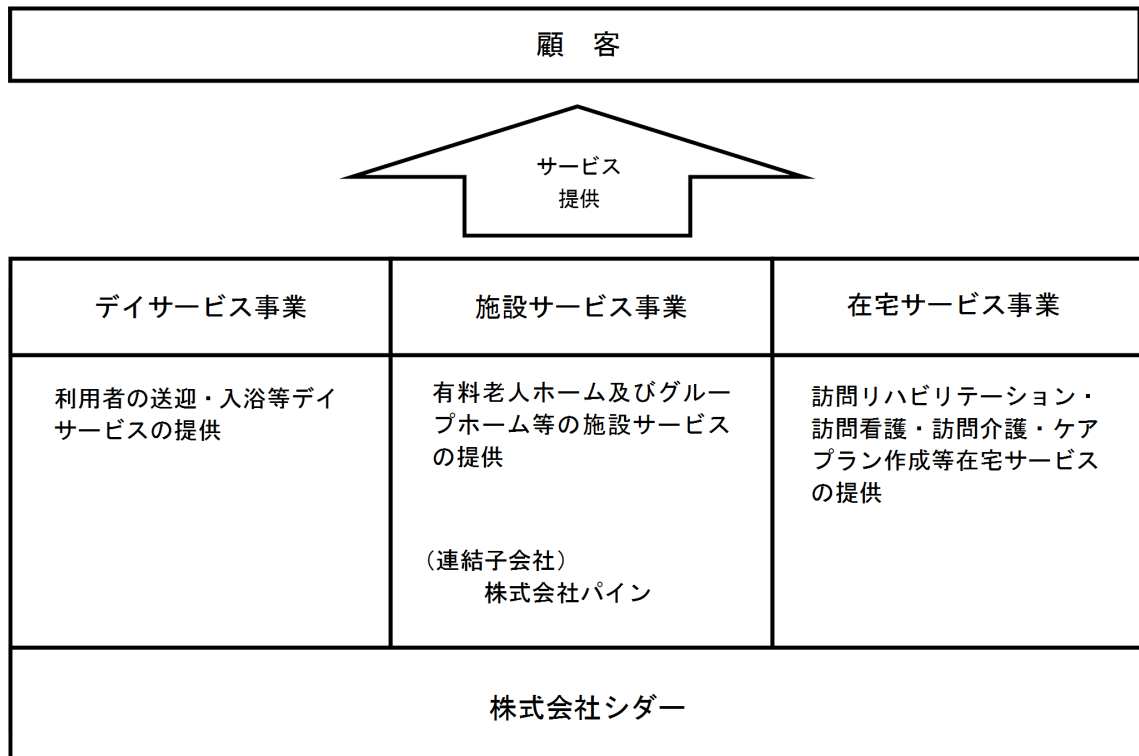 顧　客
サービス
提供
デイサービス事業
施設サービス事業
在宅サービス事業
利用者の送迎・入浴等デイ
サービスの提供
有料老人ホーム及びグルー
プホーム等の施設サービス
の提供
（連結子会社）
株式会社パイン
訪問リハビリテーション・
訪問看護・訪問介護・ケア
プラン作成等在宅サービス
の提供
株式会社シダー